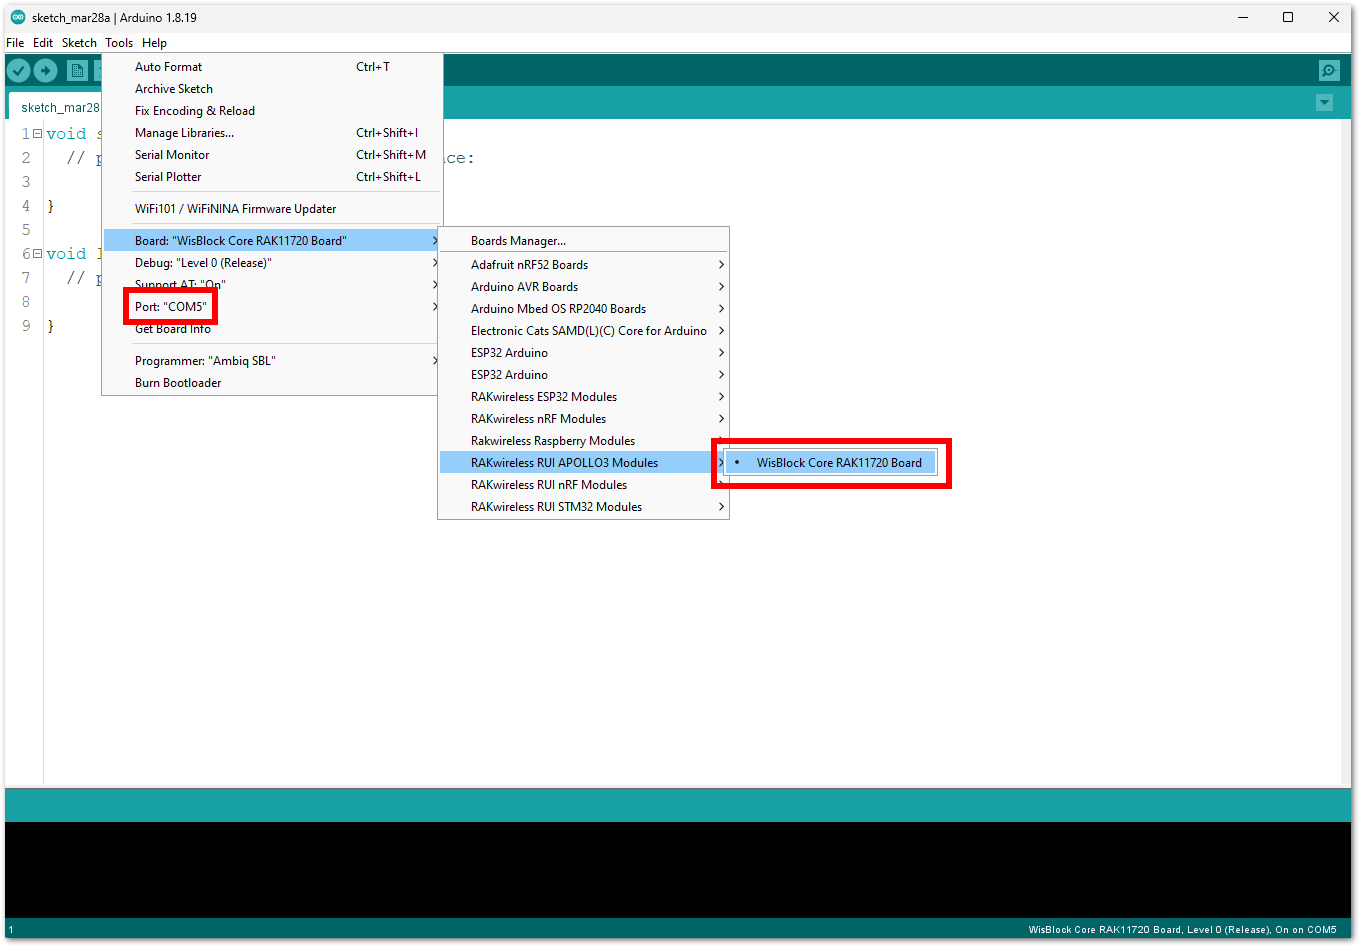 sketch_mar28a | Arduino 1.8.19
File Edit Sketch Tools Help
sketch_mar28
Auto Format Ctrl+T
Archive Sketch
Fix Encoding & Reload
Manage Libraries... Ctrl+Shift+I
Serial Monitor Ctrl+Shift+M
Serial Plotter Ctrl+Shift+L
WiFi101 / WiFiNINA Firmware Updater
Board: "WisBlock Core RAK11720 Board"
Debug: "Level 0 (Release)"
Support AT: "On"
Port: "COM5"
Get Board Info
Programmer: "Ambiq SBL"
Burn Bootloader
Boards Manager...
Adafruit nRF52 Boards
Arduino AVR Boards
Arduino Mbed OS RP2040 Boards
Electronic Cats SAMD(L)(C) Core for Arduino
ESP32 Arduino
ESP32 Arduino
RAKwireless ESP32 Modules
RAKwireless nRF Modules
Rakwireless Raspberry Modules
RAKwireless RUI APOLLO3 Modules
RAKwireless RUI nRF Modules
RAKwireless RUI STM32 Modules
WisBlock Core RAK11720 Board
1 void s
2 // p ce:
3
4 }
5
6 void l
7 // p
8
9 }
1 WisBlock Core RAK11720 Board, Level 0 (Release), On on COM5